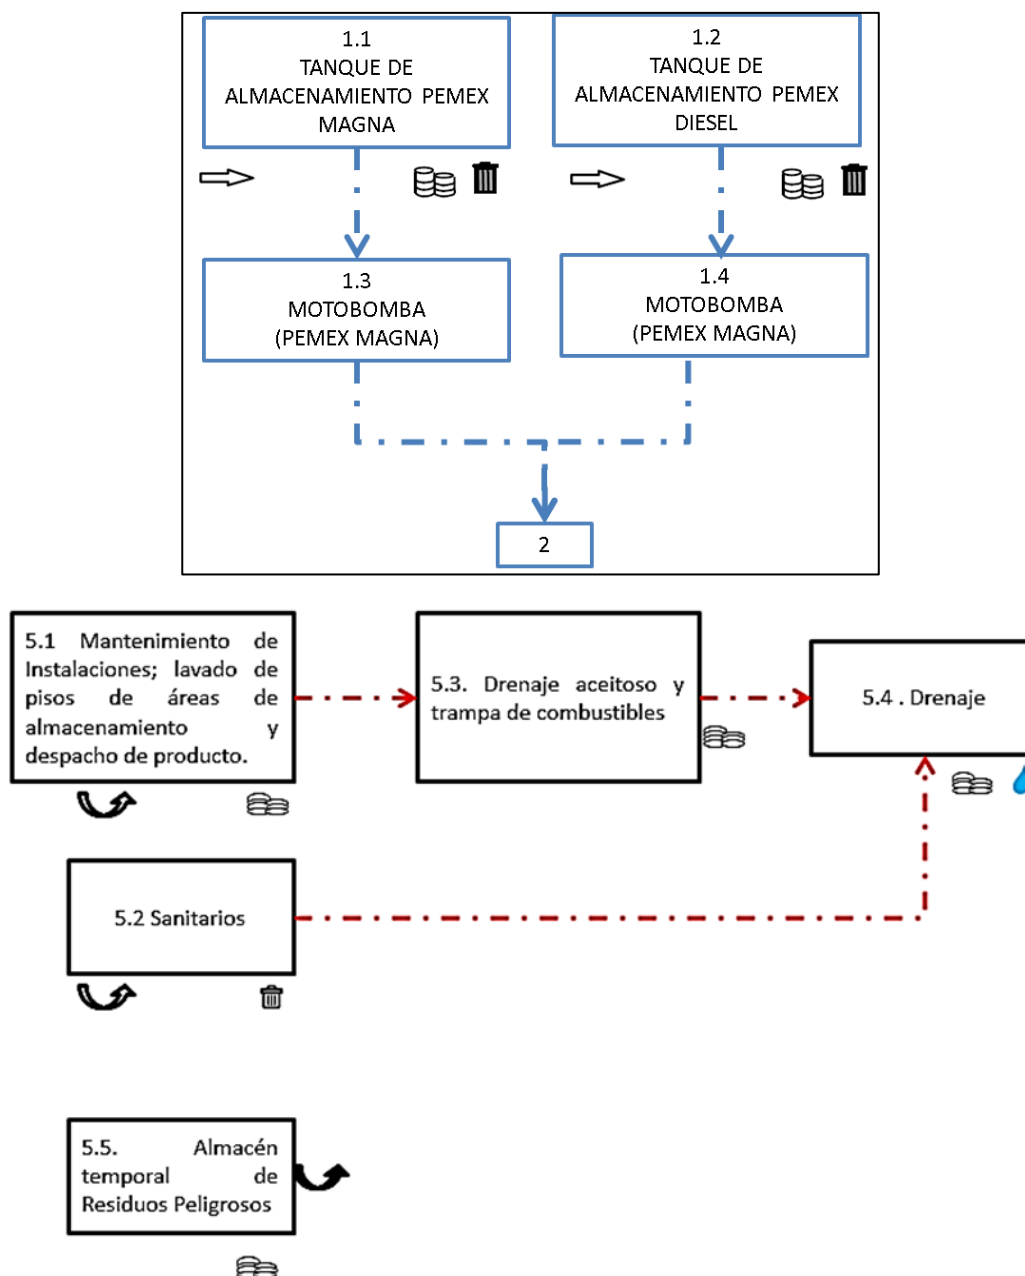 1.1
TANQUE DE
ALMACENAMIENTO PEMEX
MAGNA
1.2
TANQUE DE
ALMACENAMIENTO PEMEX
DIESEL
1.3
MOTOBOMBA
(PEMEX MAGNA)
1.4
MOTOBOMBA
(PEMEX MAGNA)
2
5.1 Mantenimiento de
Instalaciones; lavado de
pisos de áreas de
almacenamiento y
despacho de producto.
5.3. Drenaje aceitoso y
trampa de combustibles
5.4 . Drenaje
5.2 Sanitarios
5.5. Almacén
temporal de
Residuos Peligrosos